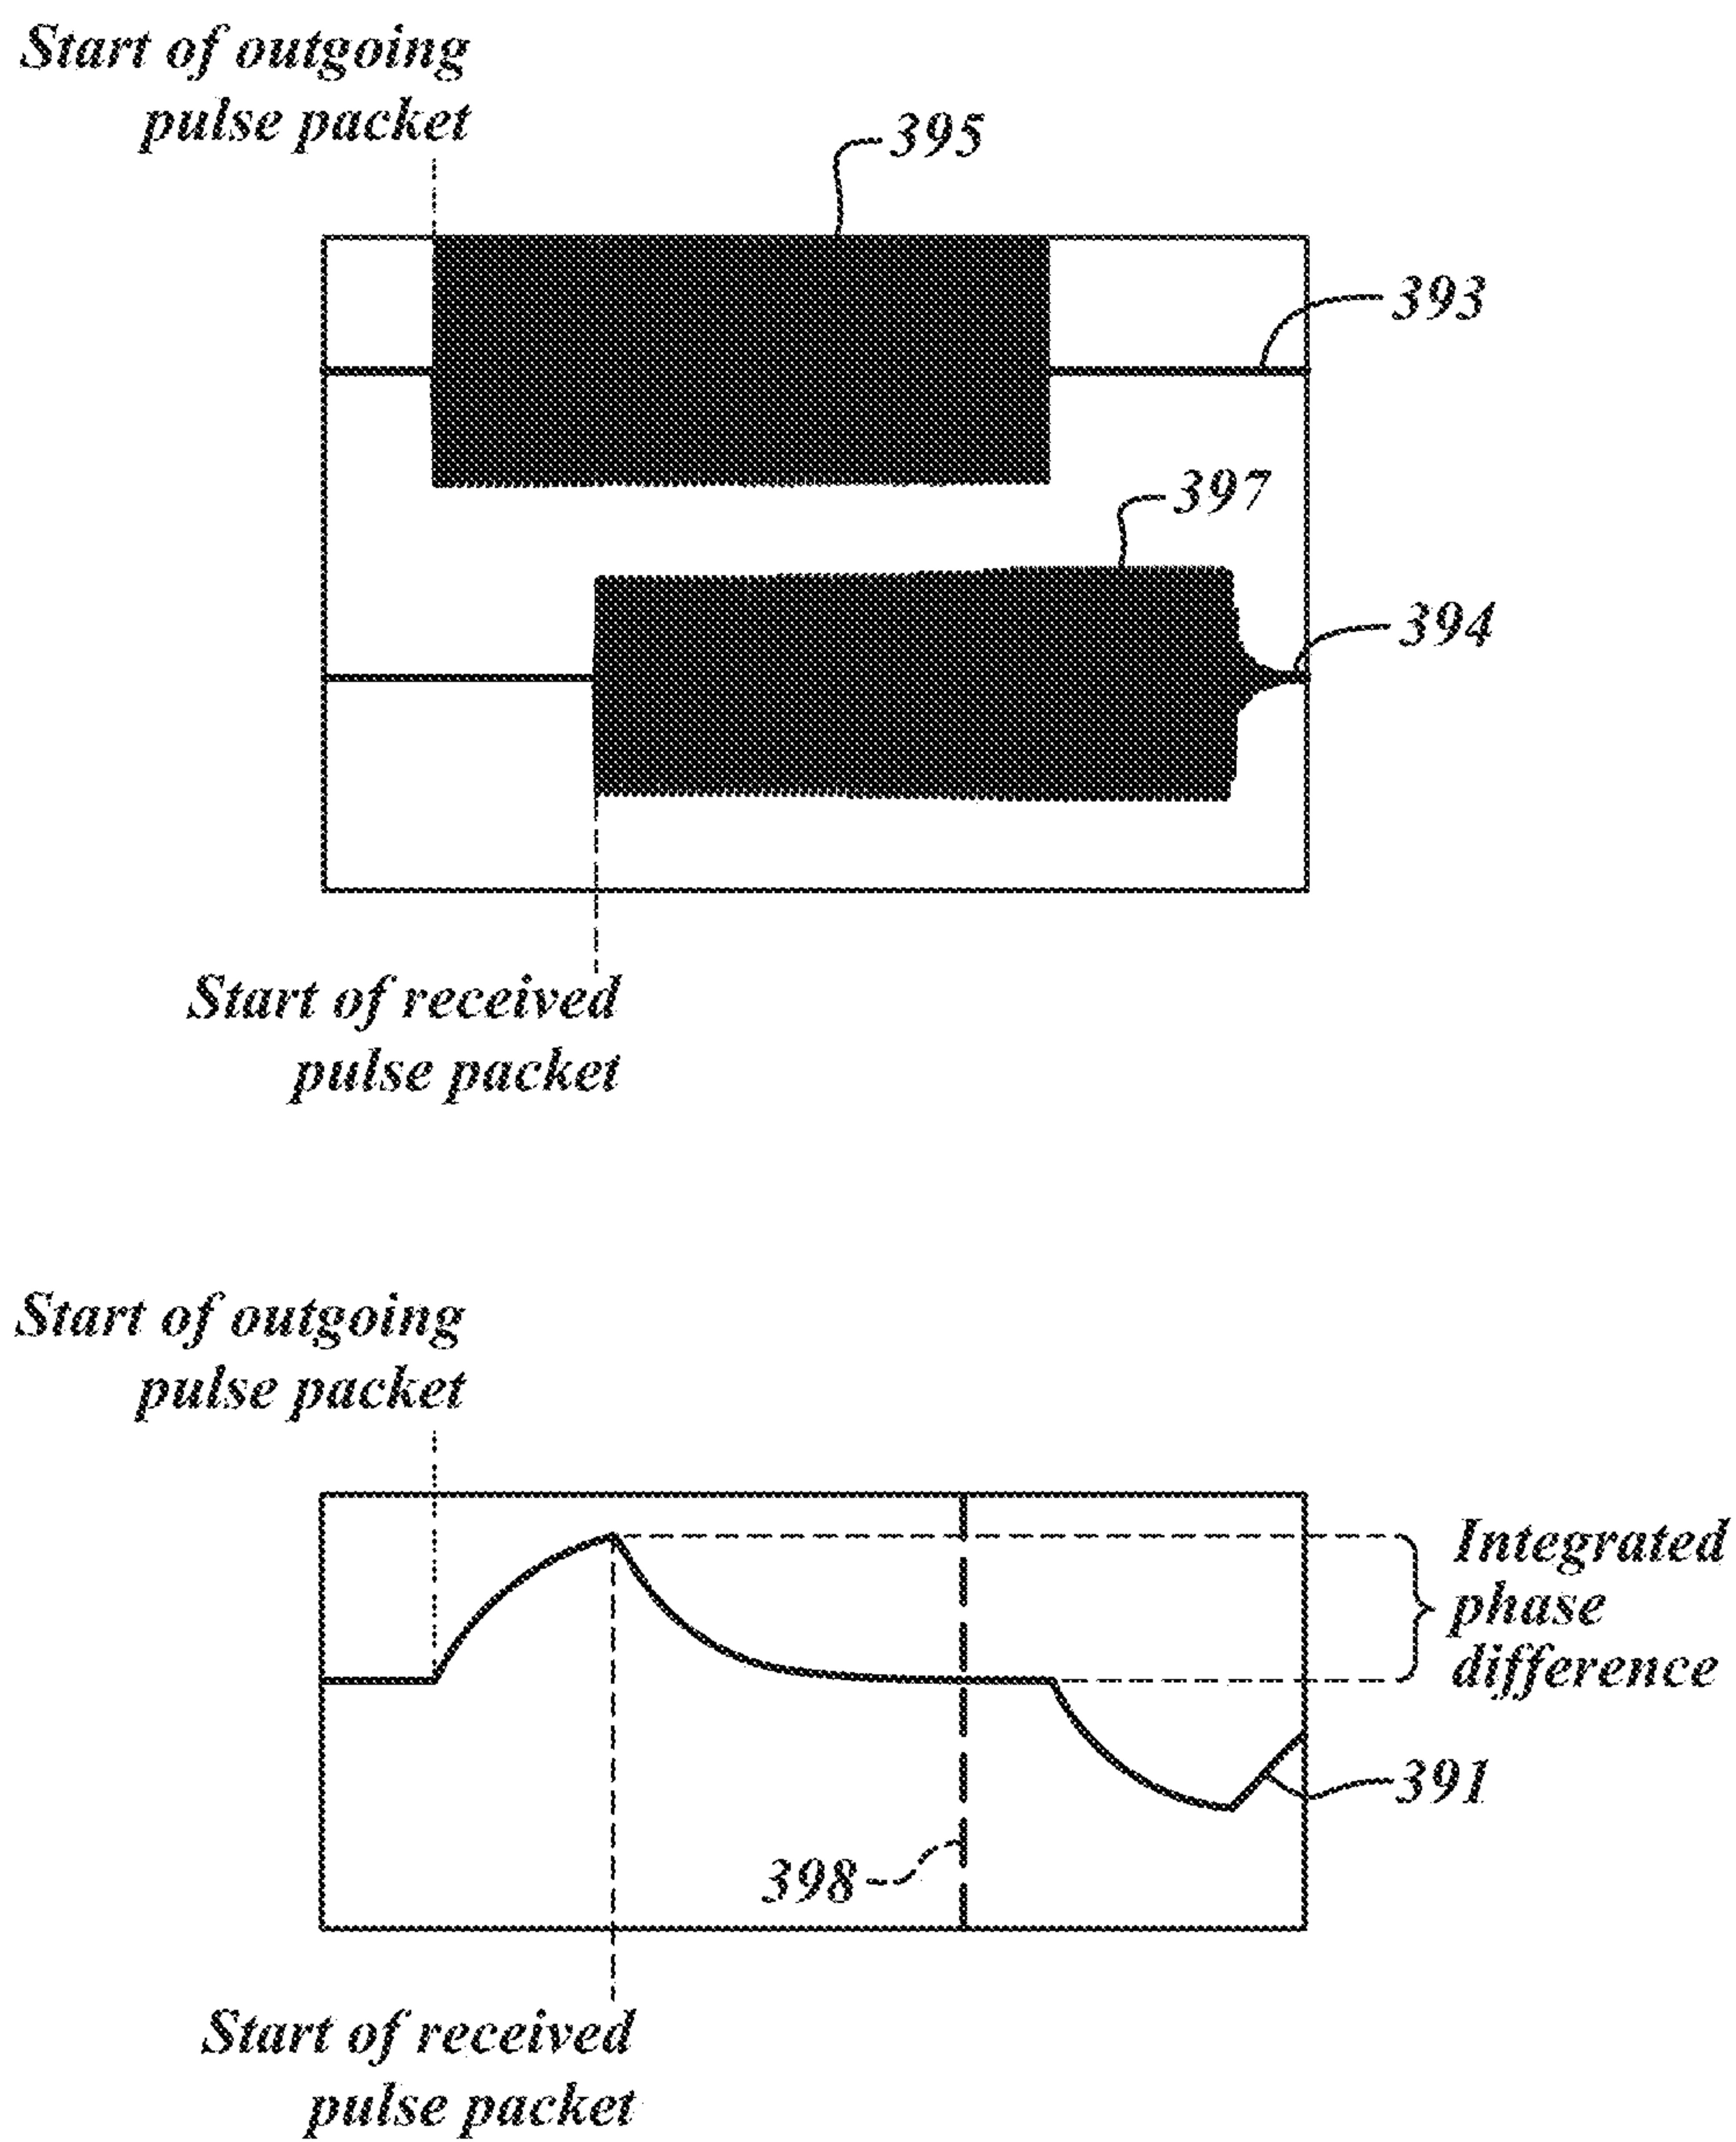 Start of outgoing
pulse packet
395
393
397
394
Start of received
pulse packet
Start of outgoing
pulse packet
Integrated
phase
difference
391
398
Start of received
pulse packet